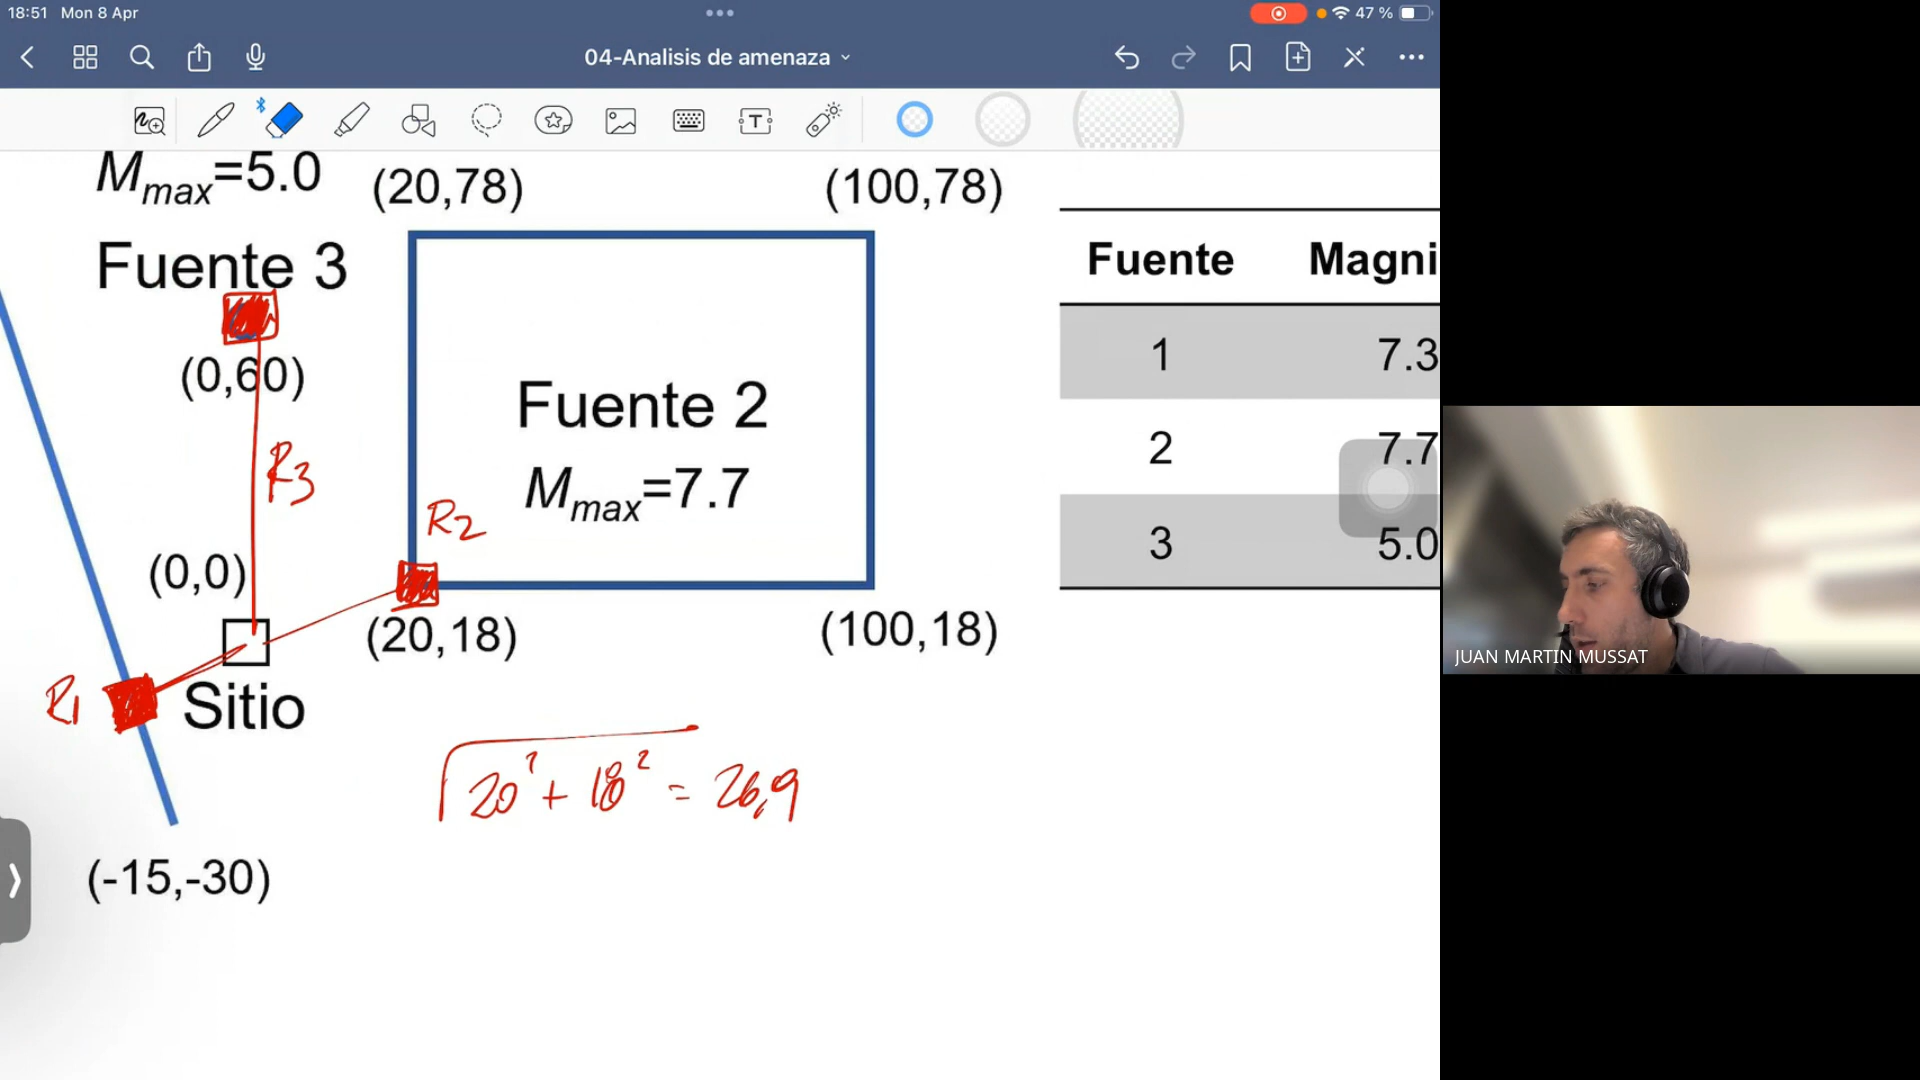 18:51 Mon 8 Apr
47 %
04-Analisis de amenaza
T
Mmax=5.0
(20,78)
(100,78)
Fuente 3
(0,60)
R3
(0,0)
Fuente 2
Mmax=7.7
R2
(20,18)
(100,18)
R1
Sitio
√20² + 18² = 26,9
(-15,-30)
Fuente Magni
1 7.3
2 7.7
3 5.0
JUAN MARTIN MUSSAT